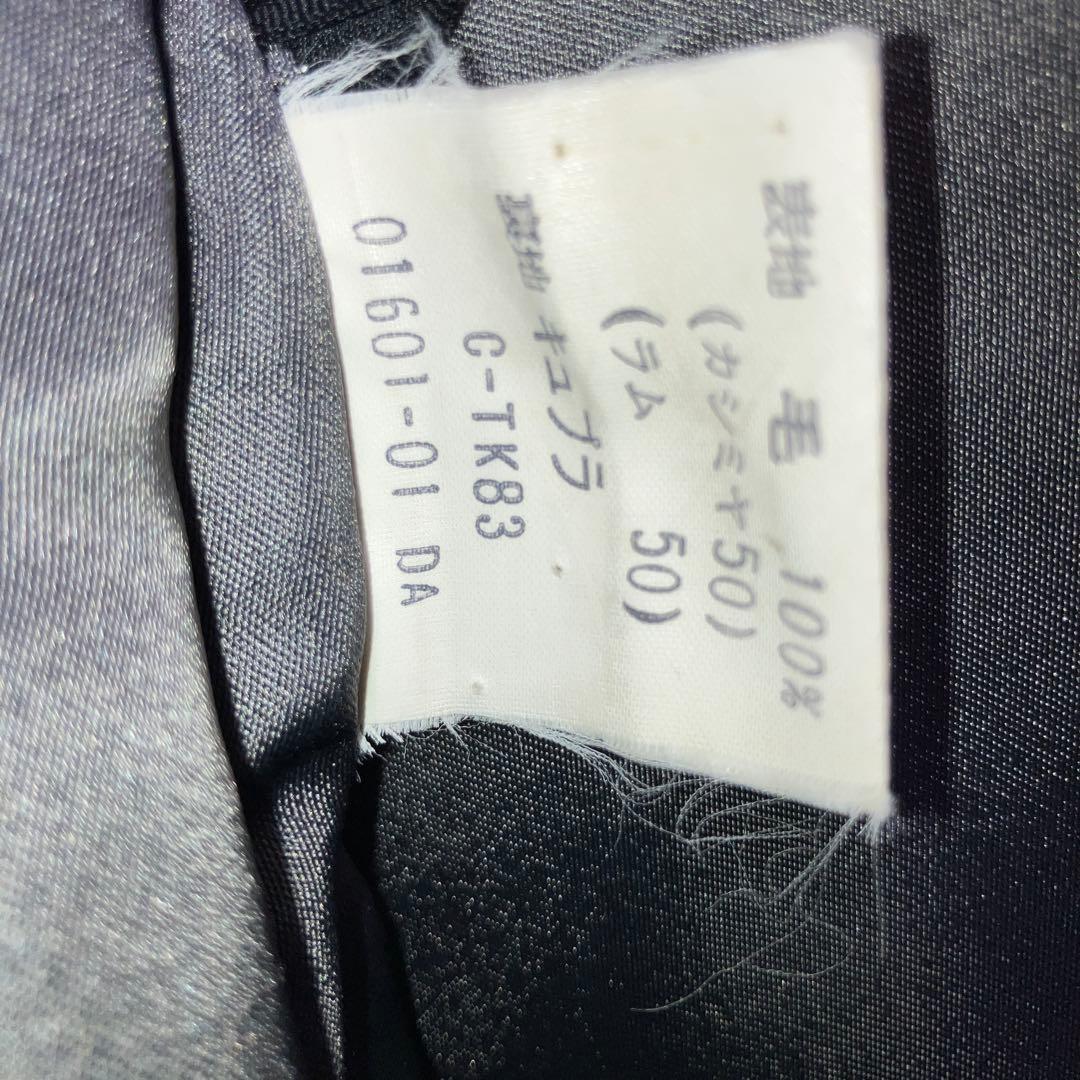 表地 毛 100%
(カシミヤ50)
(ラム 50)
裏地 キュプラ
C-TK83
01601-01 DA